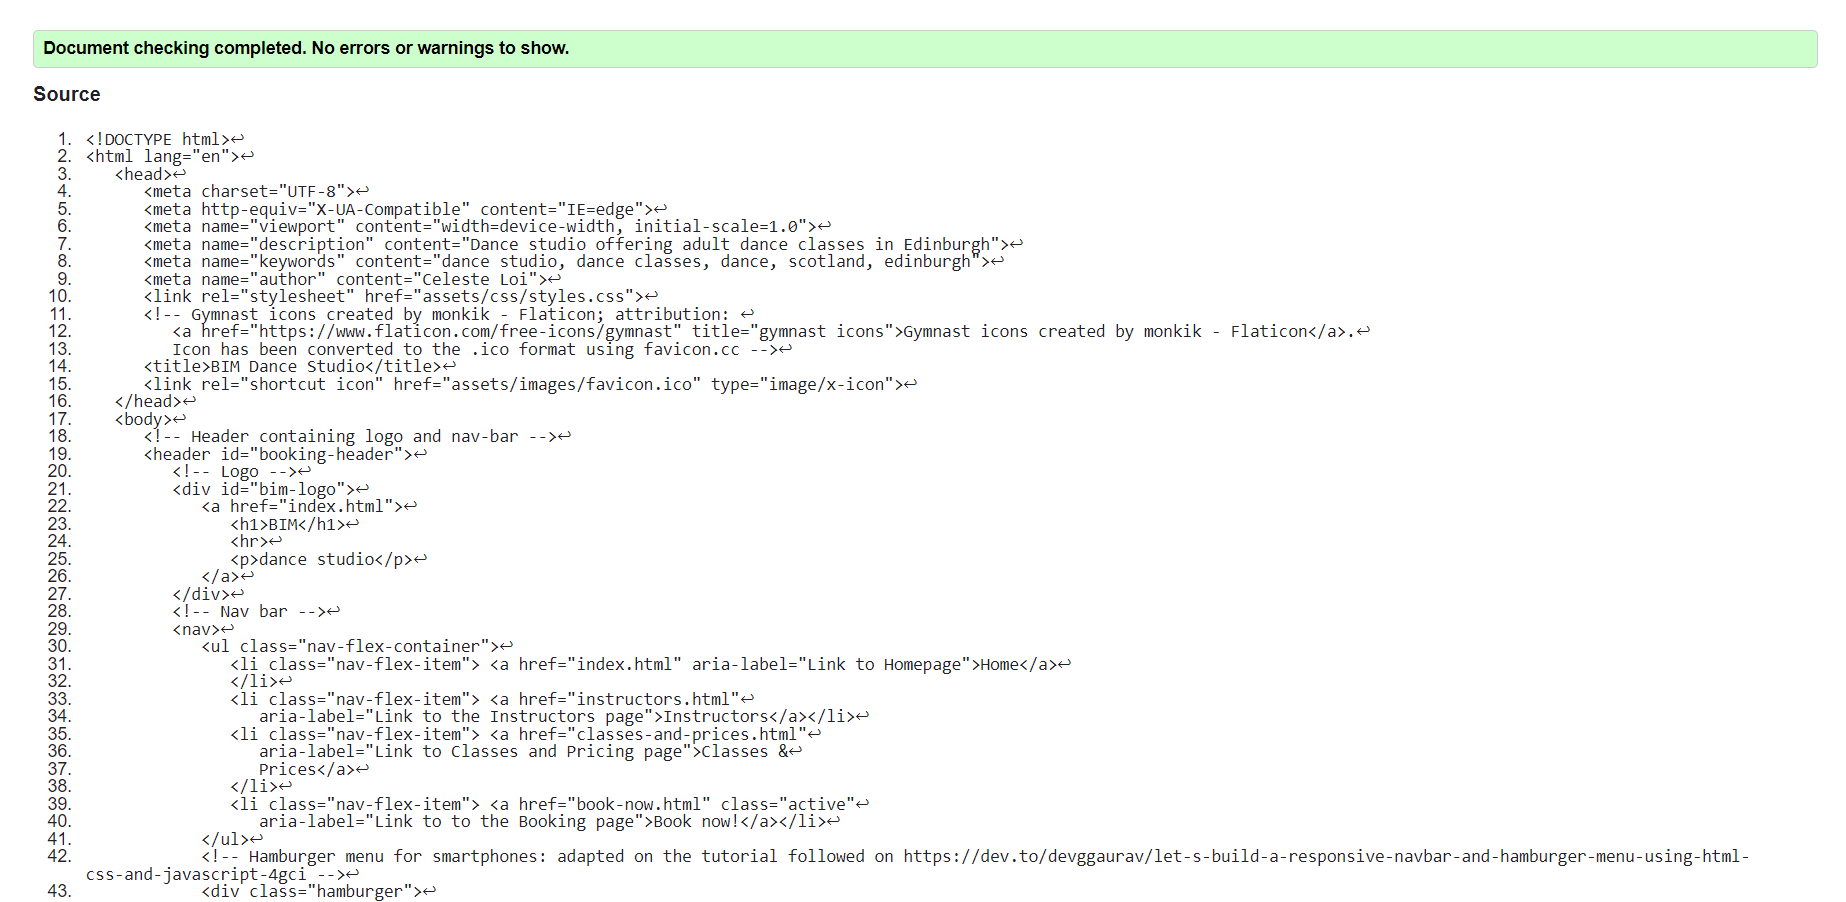 Document checking completed. No errors or warnings to show.
Source
1. <!DOCTYPE html>↩
2. <html lang="en">↩
3. <head>↩
4. <meta charset="UTF-8">↩
5. <meta http-equiv="X-UA-Compatible" content="IE=edge">↩
6. <meta name="viewport" content="width=device-width, initial-scale=1.0">↩
7. <meta name="description" content="Dance studio offering adult dance classes in Edinburgh">↩
8. <meta name="keywords" content="dance studio, dance classes, dance, scotland, edinburgh">↩
9. <meta name="author" content="Celeste Loi">↩
10. <link rel="stylesheet" href="assets/css/styles.css">↩
11. <!-- Gymnast icons created by monkik - Flaticon; attribution: ↩
12. <a href="https://www.flaticon.com/free-icons/gymnast" title="gymnast icons">Gymnast icons created by monkik - Flaticon</a>.↩
13. Icon has been converted to the .ico format using favicon.cc -->↩
14. <title>BIM Dance Studio</title>↩
15. <link rel="shortcut icon" href="assets/images/favicon.ico" type="image/x-icon">↩
16. </head>↩
17. <body>↩
18. <!-- Header containing logo and nav-bar -->↩
19. <header id="booking-header">↩
20. <!-- Logo -->↩
21. <div id="bim-logo">↩
22. <a href="index.html">↩
23. <h1>BIM</h1>↩
24. <hr>↩
25. <p>dance studio</p>↩
26. </a>↩
27. </div>↩
28. <!-- Nav bar -->↩
29. <nav>↩
30. <ul class="nav-flex-container">↩
31. <li class="nav-flex-item"> <a href="index.html" aria-label="Link to Homepage">Home</a>↩
32. </li>↩
33. <li class="nav-flex-item"> <a href="instructors.html"↩
34. aria-label="Link to the Instructors page">Instructors</a></li>↩
35. <li class="nav-flex-item"> <a href="classes-and-prices.html"↩
36. aria-label="Link to Classes and Pricing page">Classes &↩
37. Prices</a>↩
38. </li>↩
39. <li class="nav-flex-item"> <a href="book-now.html" class="active"↩
40. aria-label="Link to to the Booking page">Book now!</a></li>↩
41. </ul>↩
42. <!-- Hamburger menu for smartphones: adapted on the tutorial followed on https://dev.to/devggaurav/let-s-build-a-responsive-navbar-and-hamburger-menu-using-html-
css-and-javascript-4gci -->↩
43. <div class="hamburger">↩